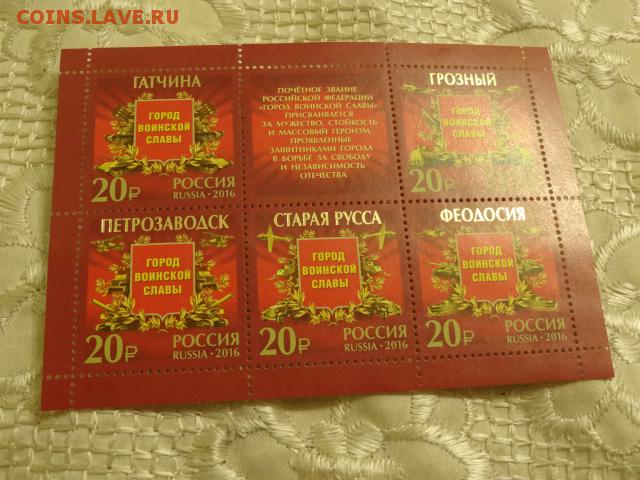 COINS.LAVE.RU
ГАТЧИНА
ГОРОД
ВОИНСКОЙ
СЛАВЫ
20₽
РОССИЯ
RUSSIA • 2016
ПОЧЁТНОЕ ЗВАНИЕ
РОССИЙСКОЙ ФЕДЕРАЦИИ
«ГОРОД ВОИНСКОЙ СЛАВЫ»
ПРИСВАИВАЕТСЯ
ЗА МУЖЕСТВО, СТОЙКОСТЬ
И МАССОВЫЙ ГЕРОИЗМ,
ПРОЯВЛЕННЫЕ
ЗАЩИТНИКАМИ ГОРОДА
В БОРЬБЕ ЗА СВОБОДУ
И НЕЗАВИСИМОСТЬ
ОТЕЧЕСТВА
ГРОЗНЫЙ
ГОРОД
ВОИНСКОЙ
СЛАВЫ
20₽
РОССИЯ
RUSSIA • 2016
ПЕТРОЗАВОДСК
ГОРОД
ВОИНСКОЙ
СЛАВЫ
20₽
РОССИЯ
RUSSIA • 2016
СТАРАЯ РУССА
ГОРОД
ВОИНСКОЙ
СЛАВЫ
20₽
РОССИЯ
RUSSIA • 2016
ФЕОДОСИЯ
ГОРОД
ВОИНСКОЙ
СЛАВЫ
20₽
РОССИЯ
RUSSIA • 2016